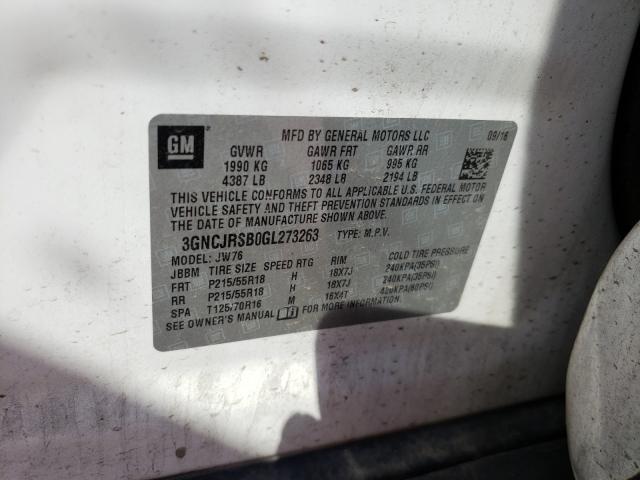 GM
MFD BY GENERAL MOTORS LLC 09/16
GVWR GAWR FRT GAWR RR
1990 KG 1065 KG 995 KG
4387 LB 2348 LB 2194 LB
THIS VEHICLE CONFORMS TO ALL APPLICABLE U.S. FEDERAL MOTOR
VEHICLE SAFETY AND THEFT PREVENTION STANDARDS IN EFFECT ON
THE DATE OF MANUFACTURE SHOWN ABOVE.
3GNCJRSB0GL273263 TYPE: M.P.V.
MODEL: JW76
JBBM TIRE SIZE SPEED RTG RIM COLD TIRE PRESSURE
FRT P215/55R18 H 18X7J 240KPA(35PSI)
RR P215/55R18 H 18X7J 240KPA(35PSI)
SPA T125/70R16 M 16X4T 420KPA(60PSI)
SEE OWNER'S MANUAL FOR MORE INFORMATION.